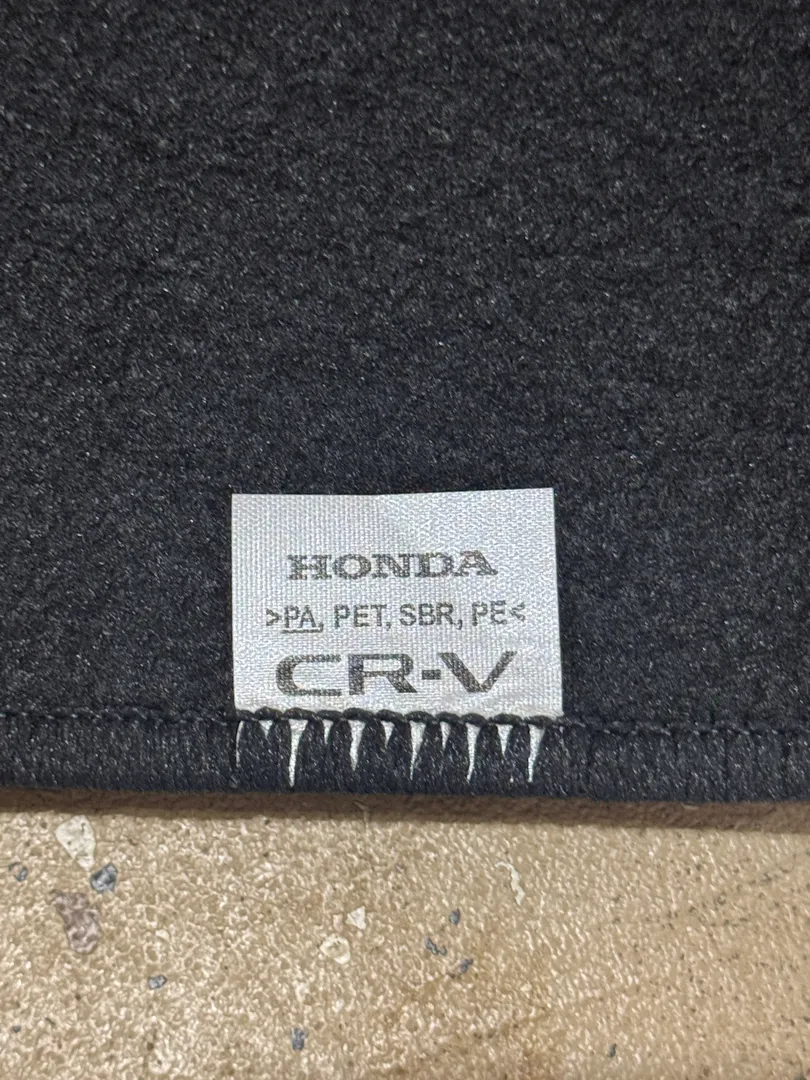 HONDA
>PA, PET, SBR, PE<
CR-V